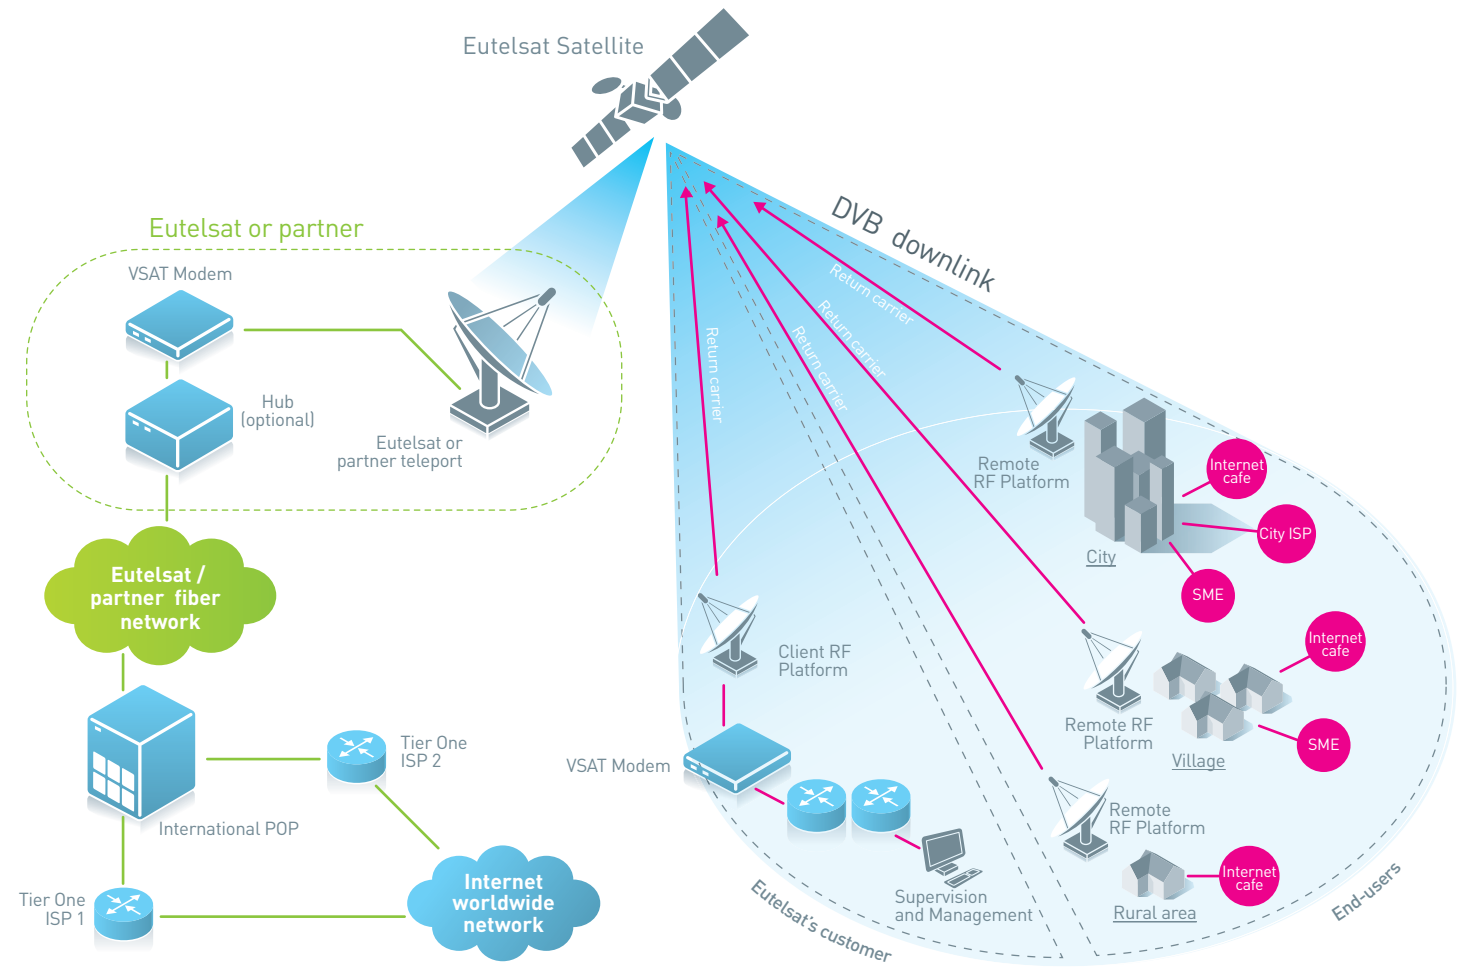 Eutelsat Satellite
Eutelsat or partner
VSAT Modem
Hub
(optional)
Eutelsat or
partner teleport
Eutelsat /
partner fiber
network
International POP
Tier One
ISP 2
Tier One
ISP 1
Internet
worldwide
network
DVB downlink
Return carrier
Return carrier
Return carrier
Return carrier
Remote
RF Platform
City
Internet
cafe
City ISP
SME
Client RF
Platform
VSAT Modem
Supervision
and Management
Remote RF
Platform
Village
Internet
cafe
SME
Remote
RF Platform
Rural area
Internet
cafe
Eutelsat's customer
End-users